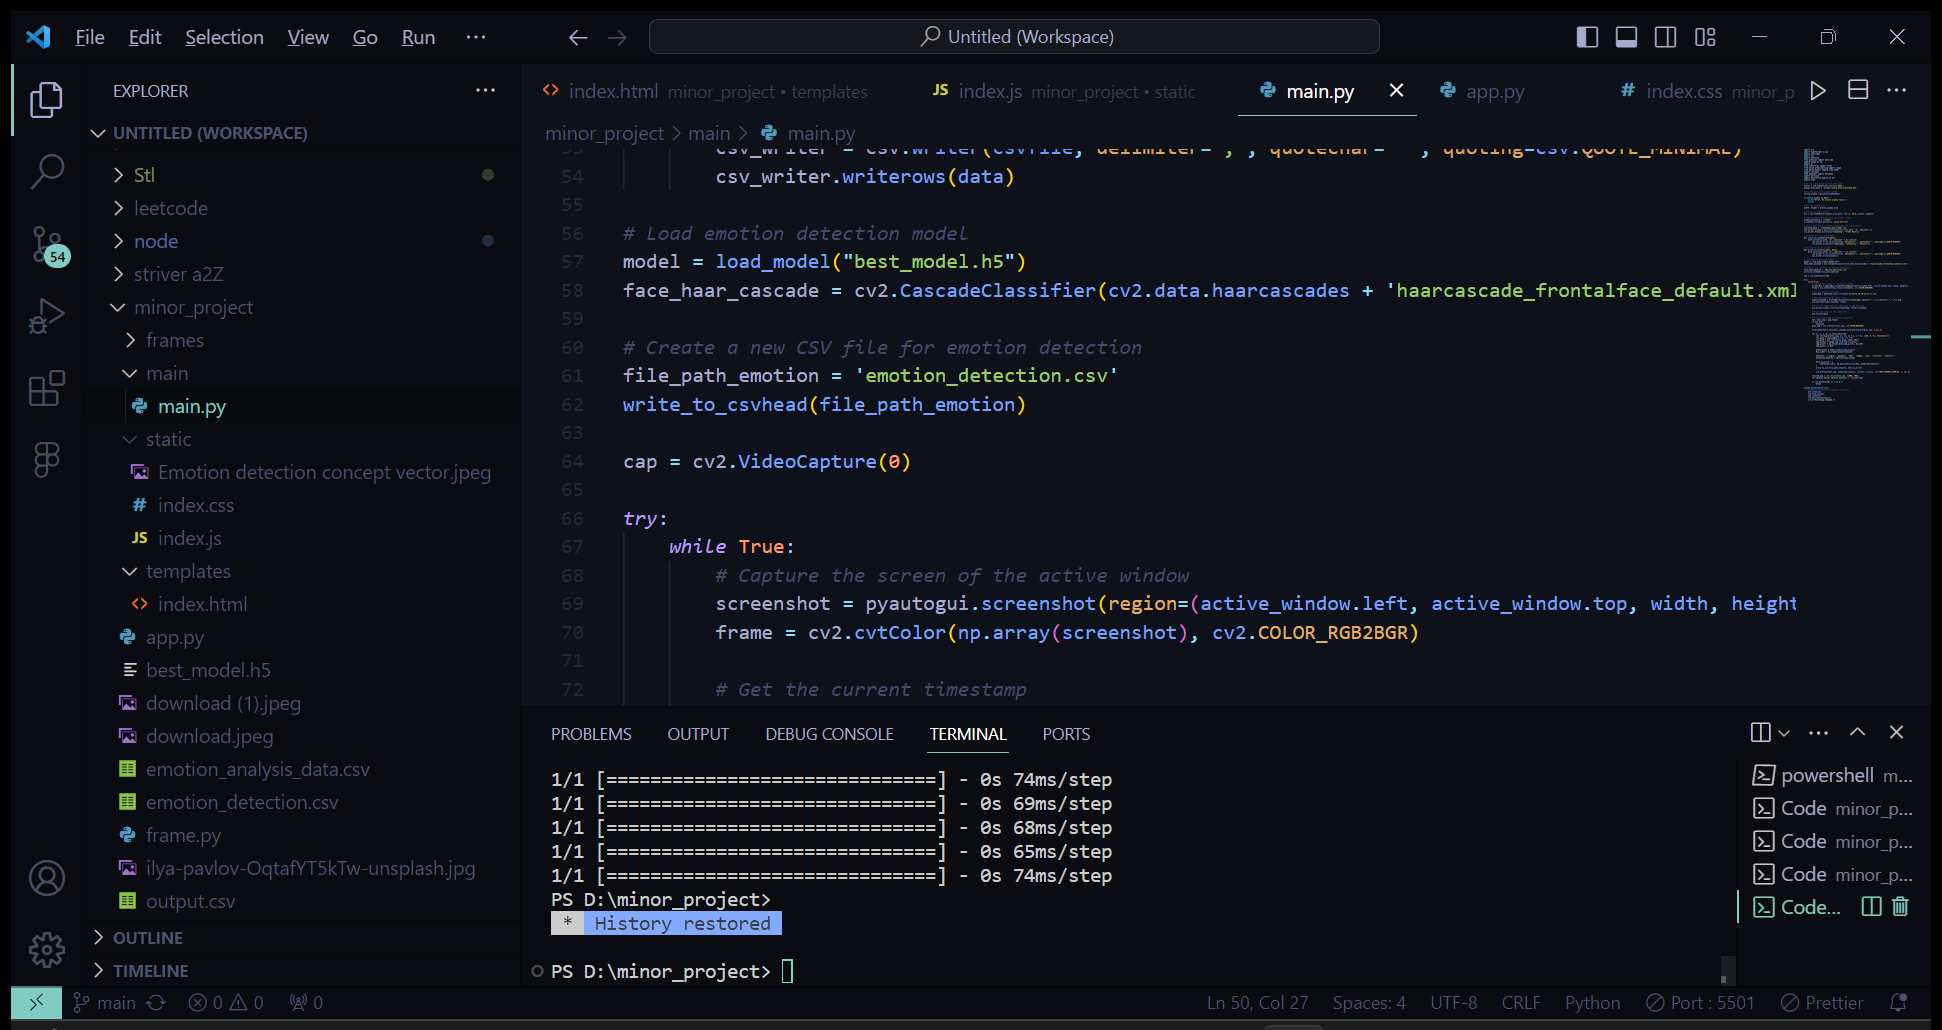 File Edit Selection View Go Run ···
Untitled (Workspace)
EXPLORER ···
UNTITLED (WORKSPACE)
Stl
leetcode
node
striver a2Z
minor_project
frames
main
main.py
static
Emotion detection concept vector.jpeg
# index.css
JS index.js
templates
<> index.html
app.py
best_model.h5
download (1).jpeg
download.jpeg
emotion_analysis_data.csv
emotion_detection.csv
frame.py
ilya-pavlov-OqtafYT5kTw-unsplash.jpg
output.csv
OUTLINE
TIMELINE
54
<> index.html minor_project • templates
JS index.js minor_project • static
main.py
app.py
# index.css minor_p
minor_project > main > main.py
53 csv_writer = csv.writer(csvfile, delimiter=',', quotechar=' ', quoting=csv.QUOTE_MINIMAL)
54 csv_writer.writerows(data)
55
56 # Load emotion detection model
57 model = load_model("best_model.h5")
58 face_haar_cascade = cv2.CascadeClassifier(cv2.data.haarcascades + 'haarcascade_frontalface_default.xml
59
60 # Create a new CSV file for emotion detection
61 file_path_emotion = 'emotion_detection.csv'
62 write_to_csvhead(file_path_emotion)
63
64 cap = cv2.VideoCapture(0)
65
66 try:
67 while True:
68 # Capture the screen of the active window
69 screenshot = pyautogui.screenshot(region=(active_window.left, active_window.top, width, height
70 frame = cv2.cvtColor(np.array(screenshot), cv2.COLOR_RGB2BGR)
71
72 # Get the current timestamp
PROBLEMS OUTPUT DEBUG CONSOLE TERMINAL PORTS
1/1 [==============================] - 0s 74ms/step
1/1 [==============================] - 0s 69ms/step
1/1 [==============================] - 0s 68ms/step
1/1 [==============================] - 0s 65ms/step
1/1 [==============================] - 0s 74ms/step
PS D:\minor_project>
* History restored
PS D:\minor_project>
powershell m...
Code minor_p...
Code minor_p...
Code minor_p...
Code...
main 0 0 0
Ln 50, Col 27 Spaces: 4 UTF-8 CRLF Python Port : 5501 Prettier